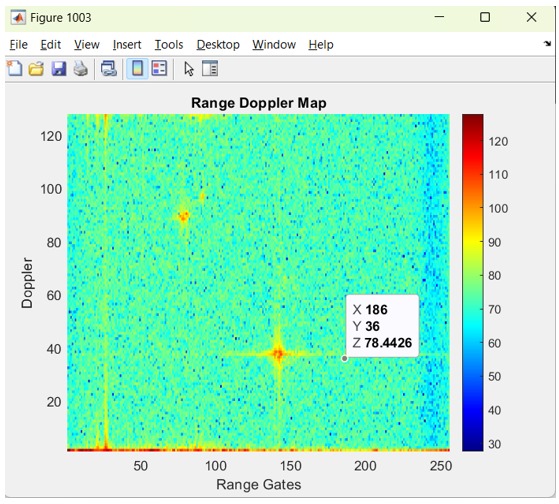 Figure 1003
File Edit View Insert Tools Desktop Window Help
Range Doppler Map
120
100
80
60
40
20
Doppler
50 100 150 200 250
Range Gates
X 186
Y 36
Z 78.4426
120
110
100
90
80
70
60
50
40
30